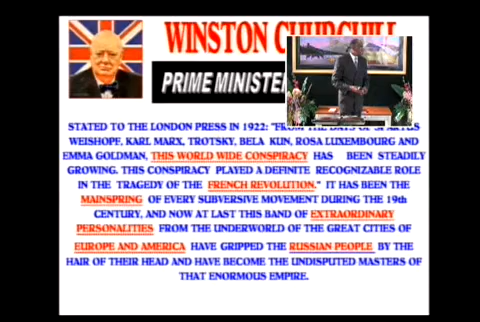 WINSTON CHURCHILL
PRIME MINISTE
STATED TO THE LONDON PRESS IN 1922: "FROM THE DAYS OF
WEISHOPF, KARL MARX, TROTSKY, BELA KUN, ROSA LUXEMBOURG AND
EMMA GOLDMAN, THIS WORLD WIDE CONSPIRACY HAS BEEN STEADILY
GROWING. THIS CONSPIRACY PLAYED A DEFINITE RECOGNIZABLE ROLE
IN THE TRAGEDY OF THE FRENCH REVOLUTION." IT HAS BEEN THE
MAINSPRING OF EVERY SUBVERSIVE MOVEMENT DURING THE 19th
CENTURY, AND NOW AT LAST THIS BAND OF EXTRAORDINARY
PERSONALITIES FROM THE UNDERWORLD OF THE GREAT CITIES OF
EUROPE AND AMERICA HAVE GRIPPED THE RUSSIAN PEOPLE BY THE
HAIR OF THEIR HEAD AND HAVE BECOME THE UNDISPUTED MASTERS OF
THAT ENORMOUS EMPIRE.